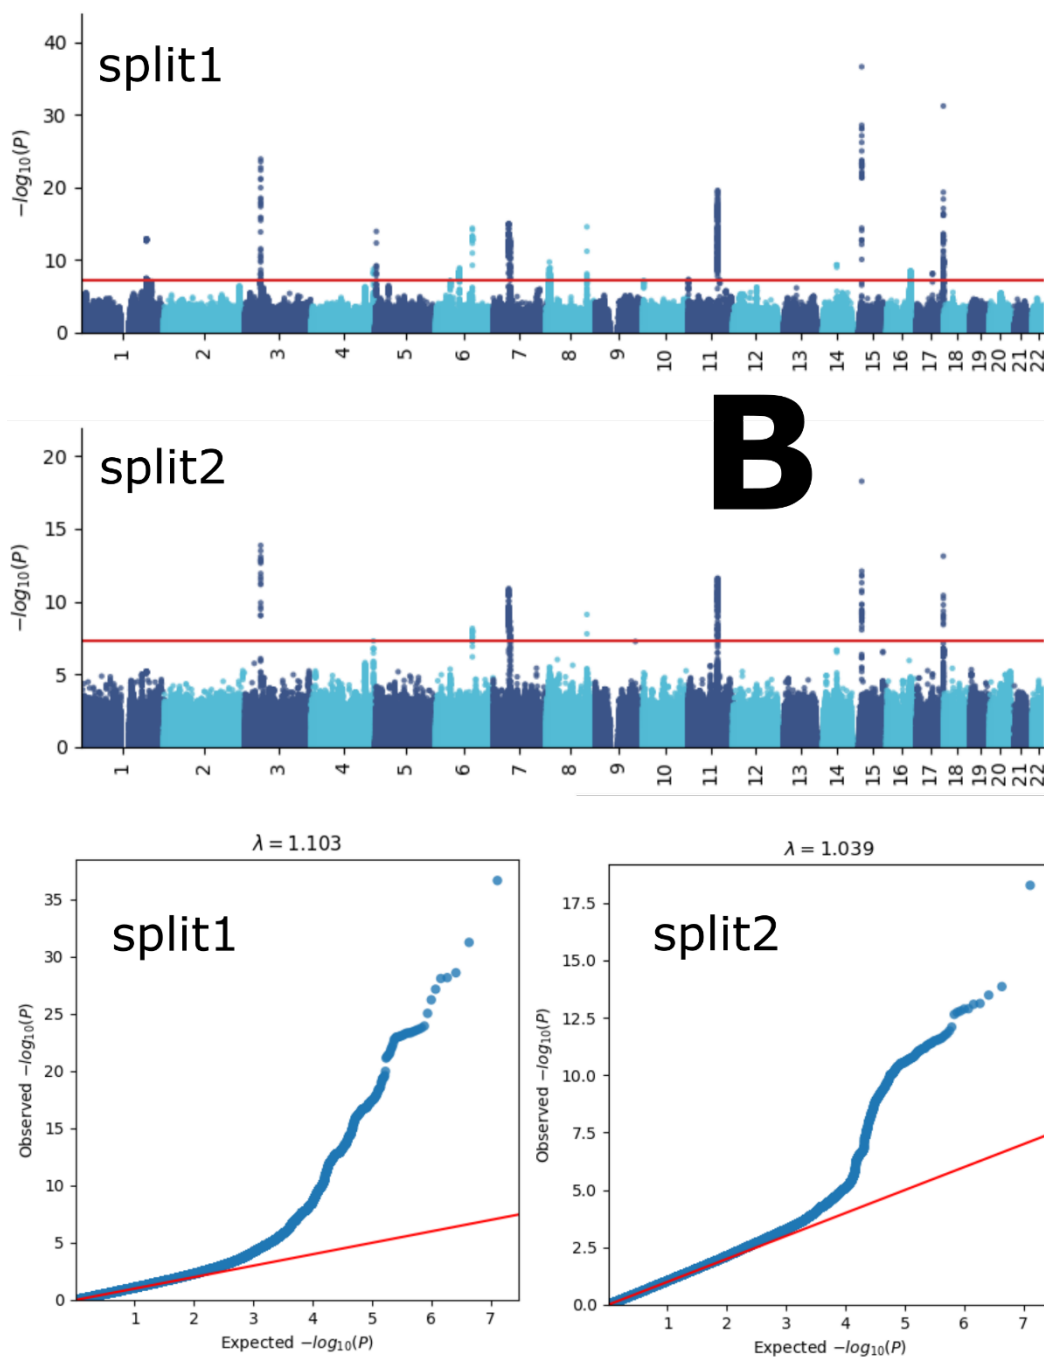 split1
−log₁₀(P)
40
30
20
10
0
1 2 3 4 5 6 7 8 9 10 11 12 13 14 15 16 17 18 19 20 21 22
B
split2
−log₁₀(P)
20
15
10
5
0
1 2 3 4 5 6 7 8 9 10 11 12 13 14 15 16 17 18 19 20 21 22
λ = 1.103
split1
Observed −log₁₀(P)
35
30
25
20
15
10
5
0
1 2 3 4 5 6 7
Expected −log₁₀(P)
λ = 1.039
split2
Observed −log₁₀(P)
17.5
15.0
12.5
10.0
7.5
5.0
2.5
0.0
1 2 3 4 5 6 7
Expected −log₁₀(P)